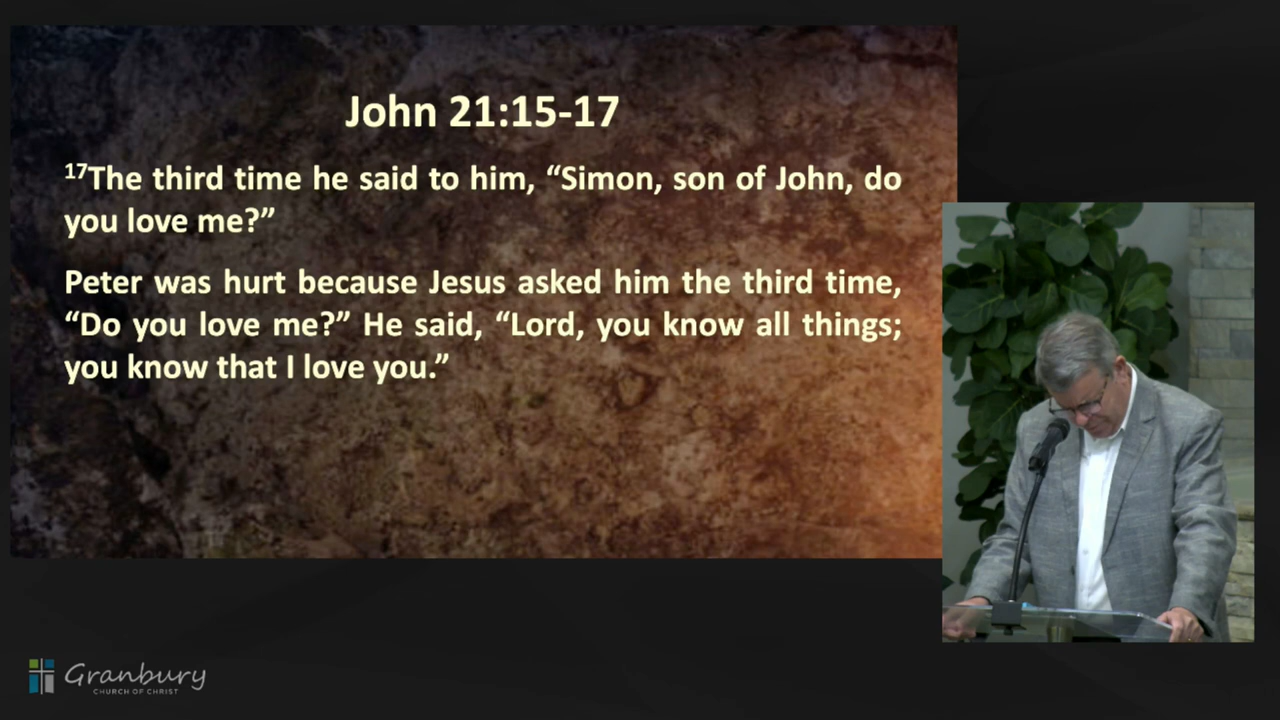 John 21:15-17
¹⁷The third time he said to him, “Simon, son of John, do
you love me?”
Peter was hurt because Jesus asked him the third time,
“Do you love me?” He said, “Lord, you know all things;
you know that I love you.”
Granbury
CHURCH OF CHRIST